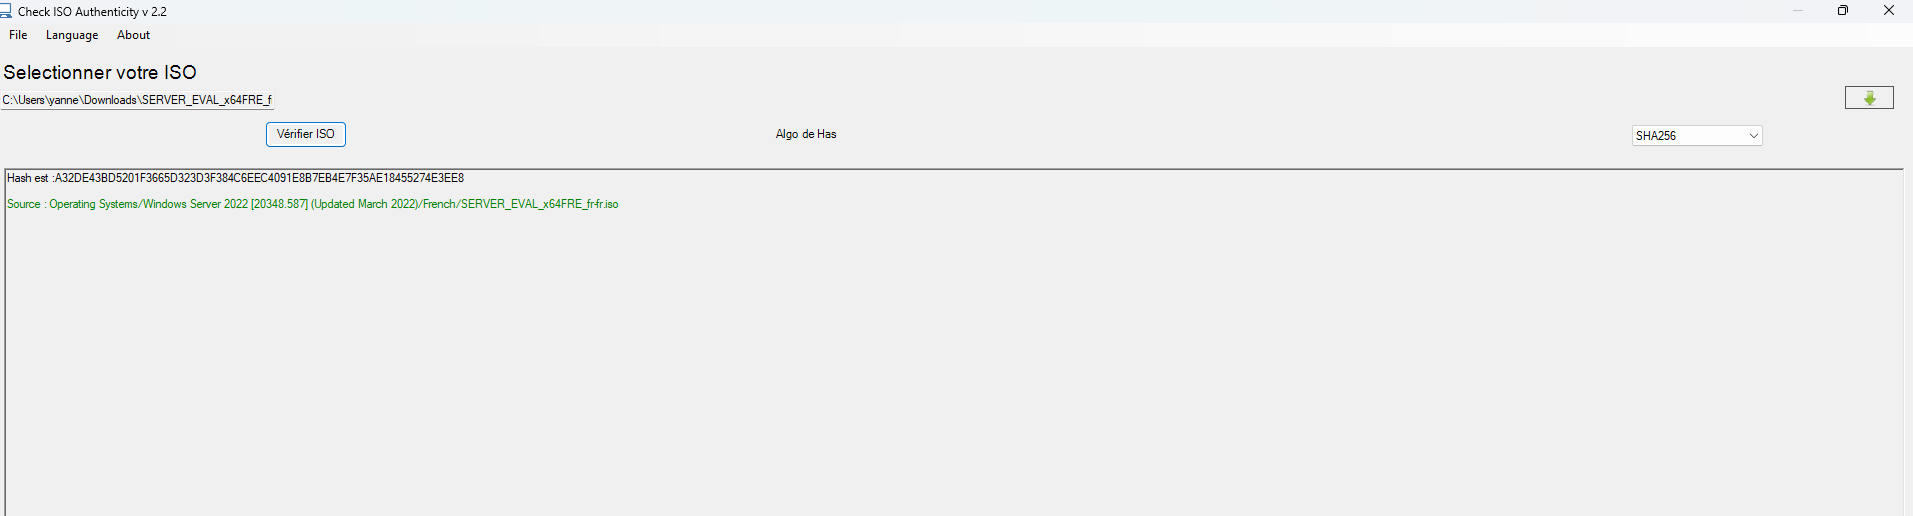 Check ISO Authenticity v 2.2
File Language About
Selectionner votre ISO
C:\Users\yanne\Downloads\SERVER_EVAL_x64FRE_f
Vérifier ISO Algo de Has SHA256
Hash est :A32DE43BD5201F3665D323D3F384C6EEC4091E8B7EB4E7F35AE18455274E3EE8
Source : Operating Systems/Windows Server 2022 [20348.587] (Updated March 2022)/French/SERVER_EVAL_x64FRE_fr-fr.iso